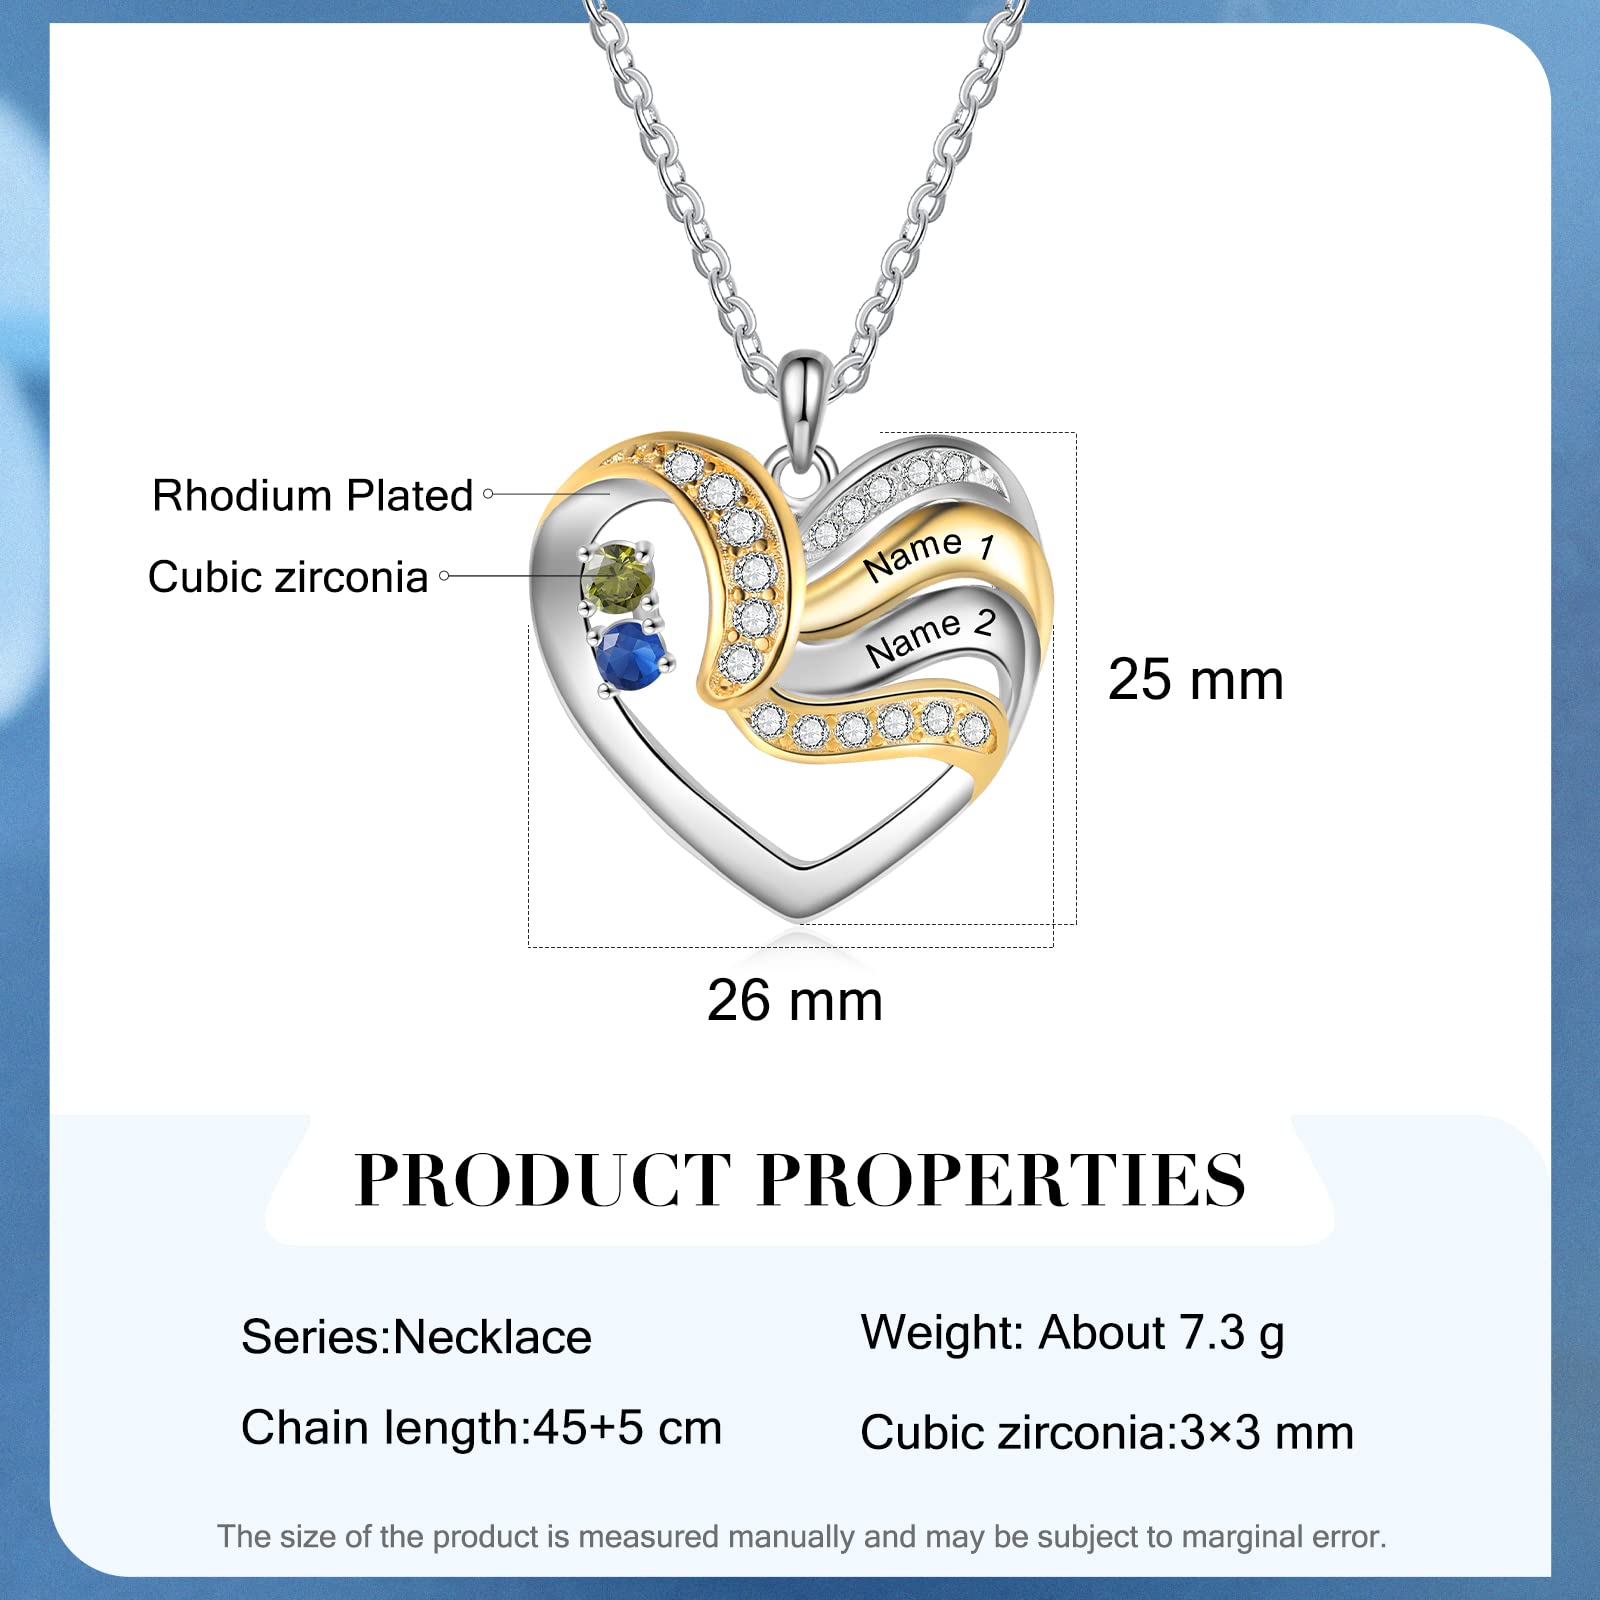 Rhodium Plated
Cubic zirconia
Name 1
Name 2
25 mm
26 mm
PRODUCT PROPERTIES
Series:Necklace
Weight: About 7.3 g
Chain length:45+5 cm
Cubic zirconia:3×3 mm
The size of the product is measured manually and may be subject to marginal error.